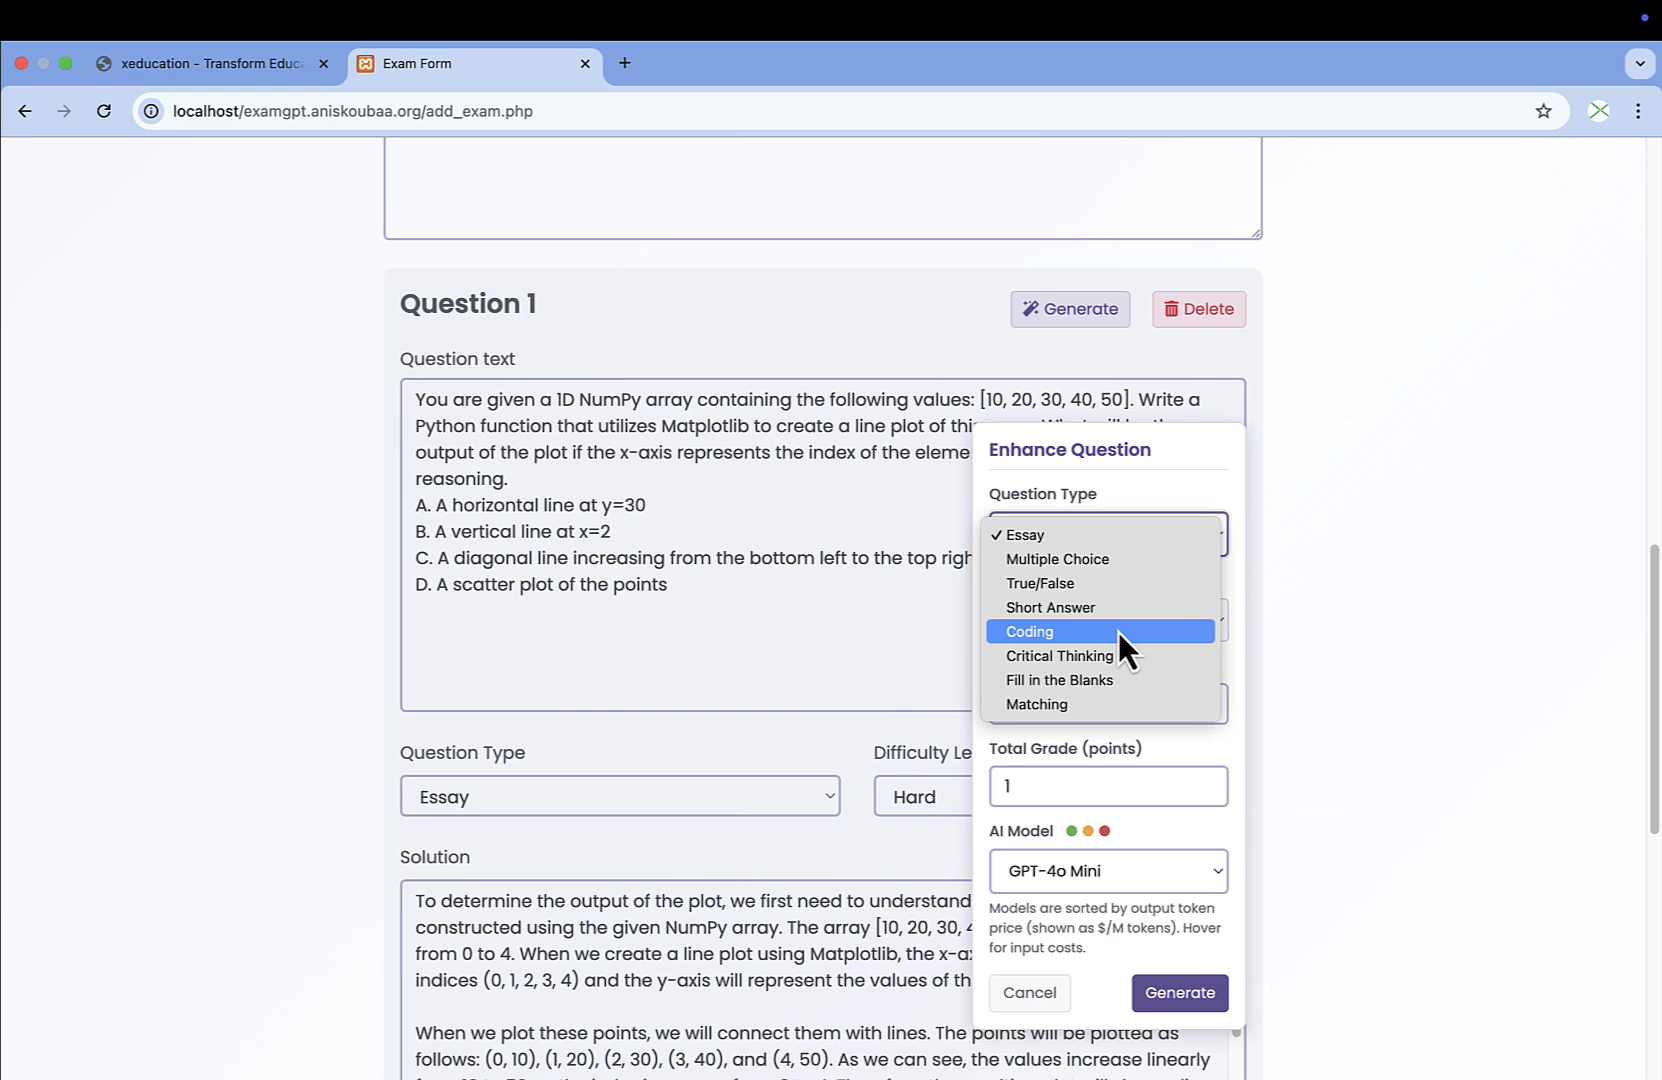 xeducation - Transform Educa
Exam Form
localhost/examgpt.aniskoubaa.org/add_exam.php
Question 1
Generate
Delete
Question text
You are given a 1D NumPy array containing the following values: [10, 20, 30, 40, 50]. Write a
Python function that utilizes Matplotlib to create a line plot of this
output of the plot if the x-axis represents the index of the eleme
reasoning.
A. A horizontal line at y=30
B. A vertical line at x=2
C. A diagonal line increasing from the bottom left to the top righ
D. A scatter plot of the points
Enhance Question
Question Type
✓ Essay
Multiple Choice
True/False
Short Answer
Coding
Critical Thinking
Fill in the Blanks
Matching
Total Grade (points)
1
AI Model
GPT-4o Mini
Models are sorted by output token
price (shown as $/M tokens). Hover
for input costs.
Cancel
Generate
Question Type
Difficulty Le
Essay
Hard
Solution
To determine the output of the plot, we first need to understand
constructed using the given NumPy array. The array [10, 20, 30, 4
from 0 to 4. When we create a line plot using Matplotlib, the x-a
indices (0, 1, 2, 3, 4) and the y-axis will represent the values of th
When we plot these points, we will connect them with lines. The points will be plotted as
follows: (0, 10), (1, 20), (2, 30), (3, 40), and (4, 50). As we can see, the values increase linearly